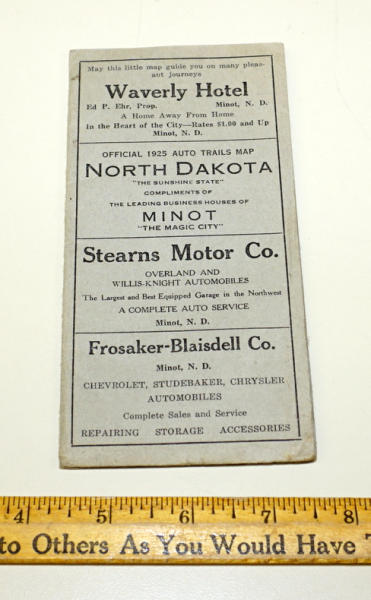 May this little map guide you on many pleas-
ant journeys
Waverly Hotel
Ed P. Ehr, Prop. Minot, N. D.
A Home Away From Home
In the Heart of the City—Rates $1.00 and Up
Minot, N. D.
OFFICIAL 1925 AUTO TRAILS MAP
NORTH DAKOTA
"THE SUNSHINE STATE"
COMPLIMENTS OF
THE LEADING BUSINESS HOUSES OF
MINOT
"THE MAGIC CITY"
Stearns Motor Co.
OVERLAND AND
WILLIS-KNIGHT AUTOMOBILES
The Largest and Best Equipped Garage in the Northwest
A COMPLETE AUTO SERVICE
Minot, N. D.
Frosaker-Blaisdell Co.
Minot, N. D.
CHEVROLET, STUDEBAKER, CHRYSLER
AUTOMOBILES
Complete Sales and Service
REPAIRING STORAGE ACCESSORIES
4 5 6 7 8
to Others As You Would Have